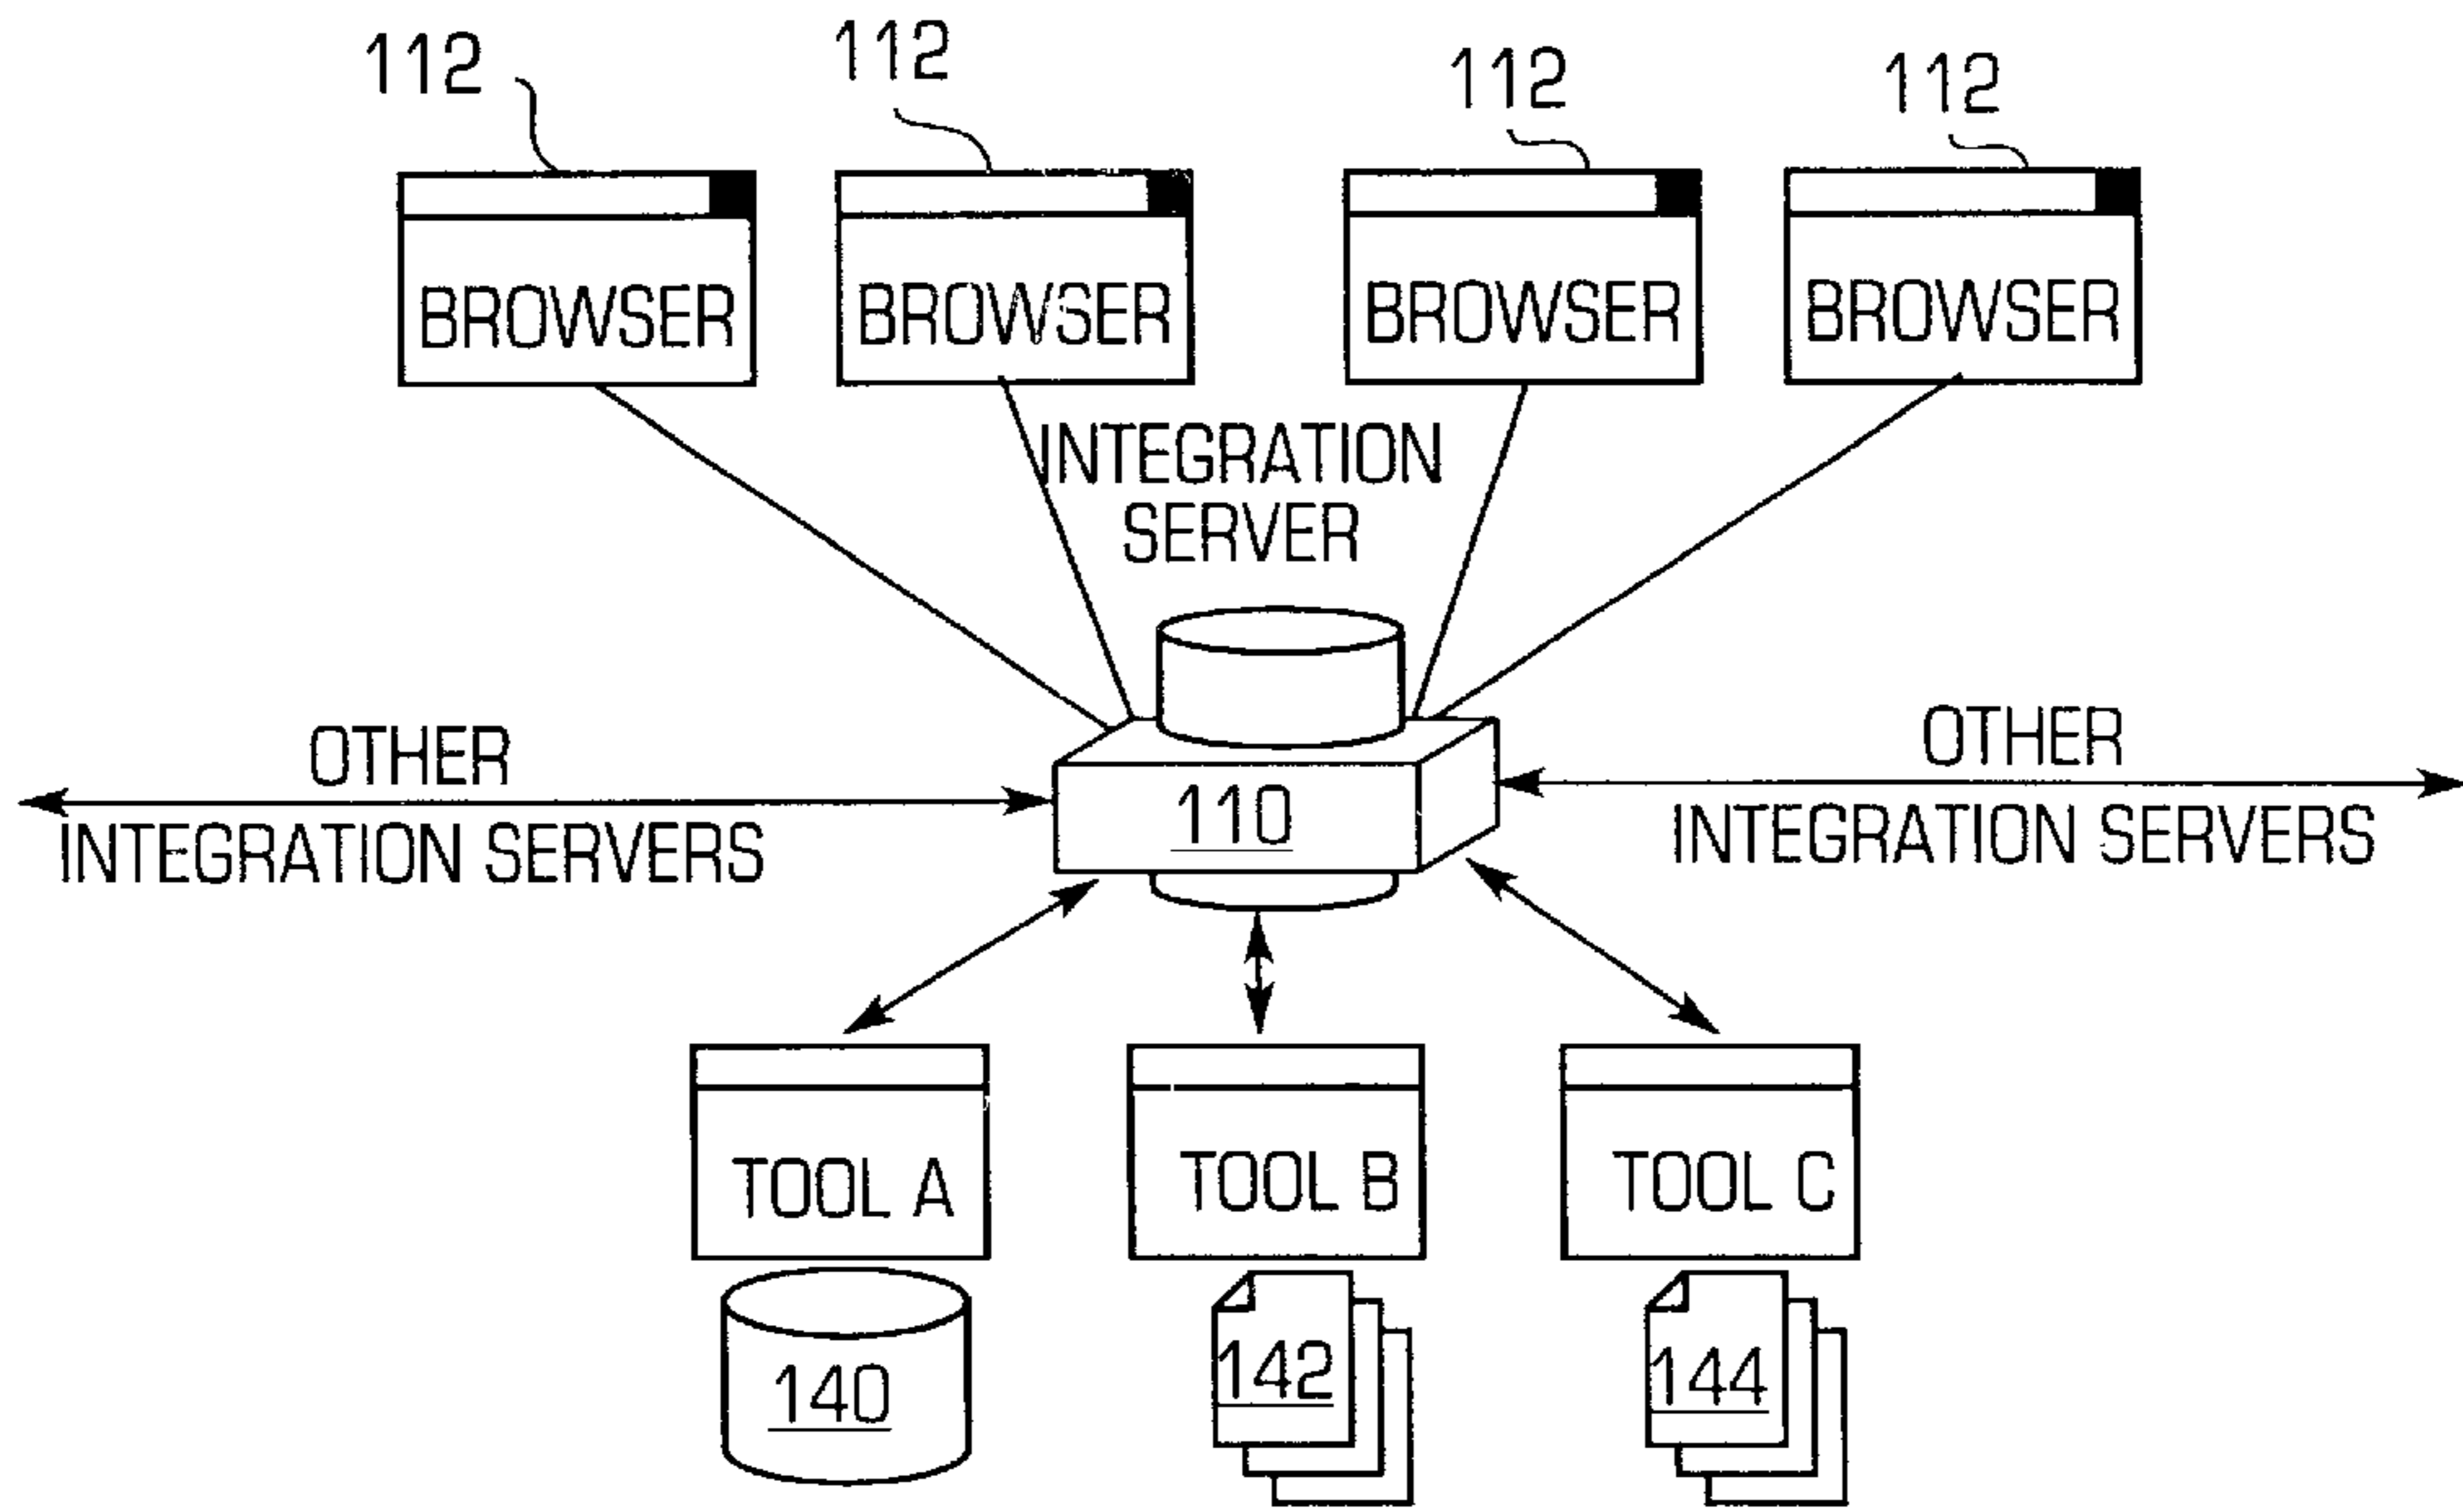 112
112
112
112
BROWSER
BROWSER
BROWSER
BROWSER
INTEGRATION
SERVER
OTHER
INTEGRATION SERVERS
110
OTHER
INTEGRATION SERVERS
TOOL A
TOOL B
TOOL C
140
142
144